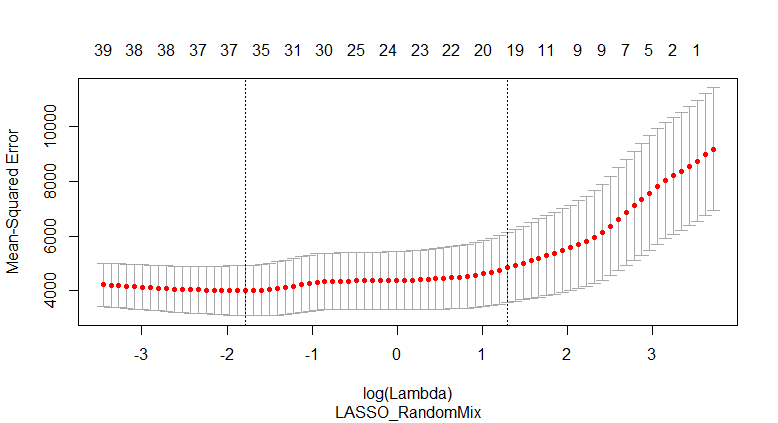 39 38 38 37 37 35 31 30 25 24 23 22 20 19 11 9 9 7 5 2 1
Mean-Squared Error
10000
8000
6000
4000
-3 -2 -1 0 1 2 3
log(Lambda)
LASSO_RandomMix